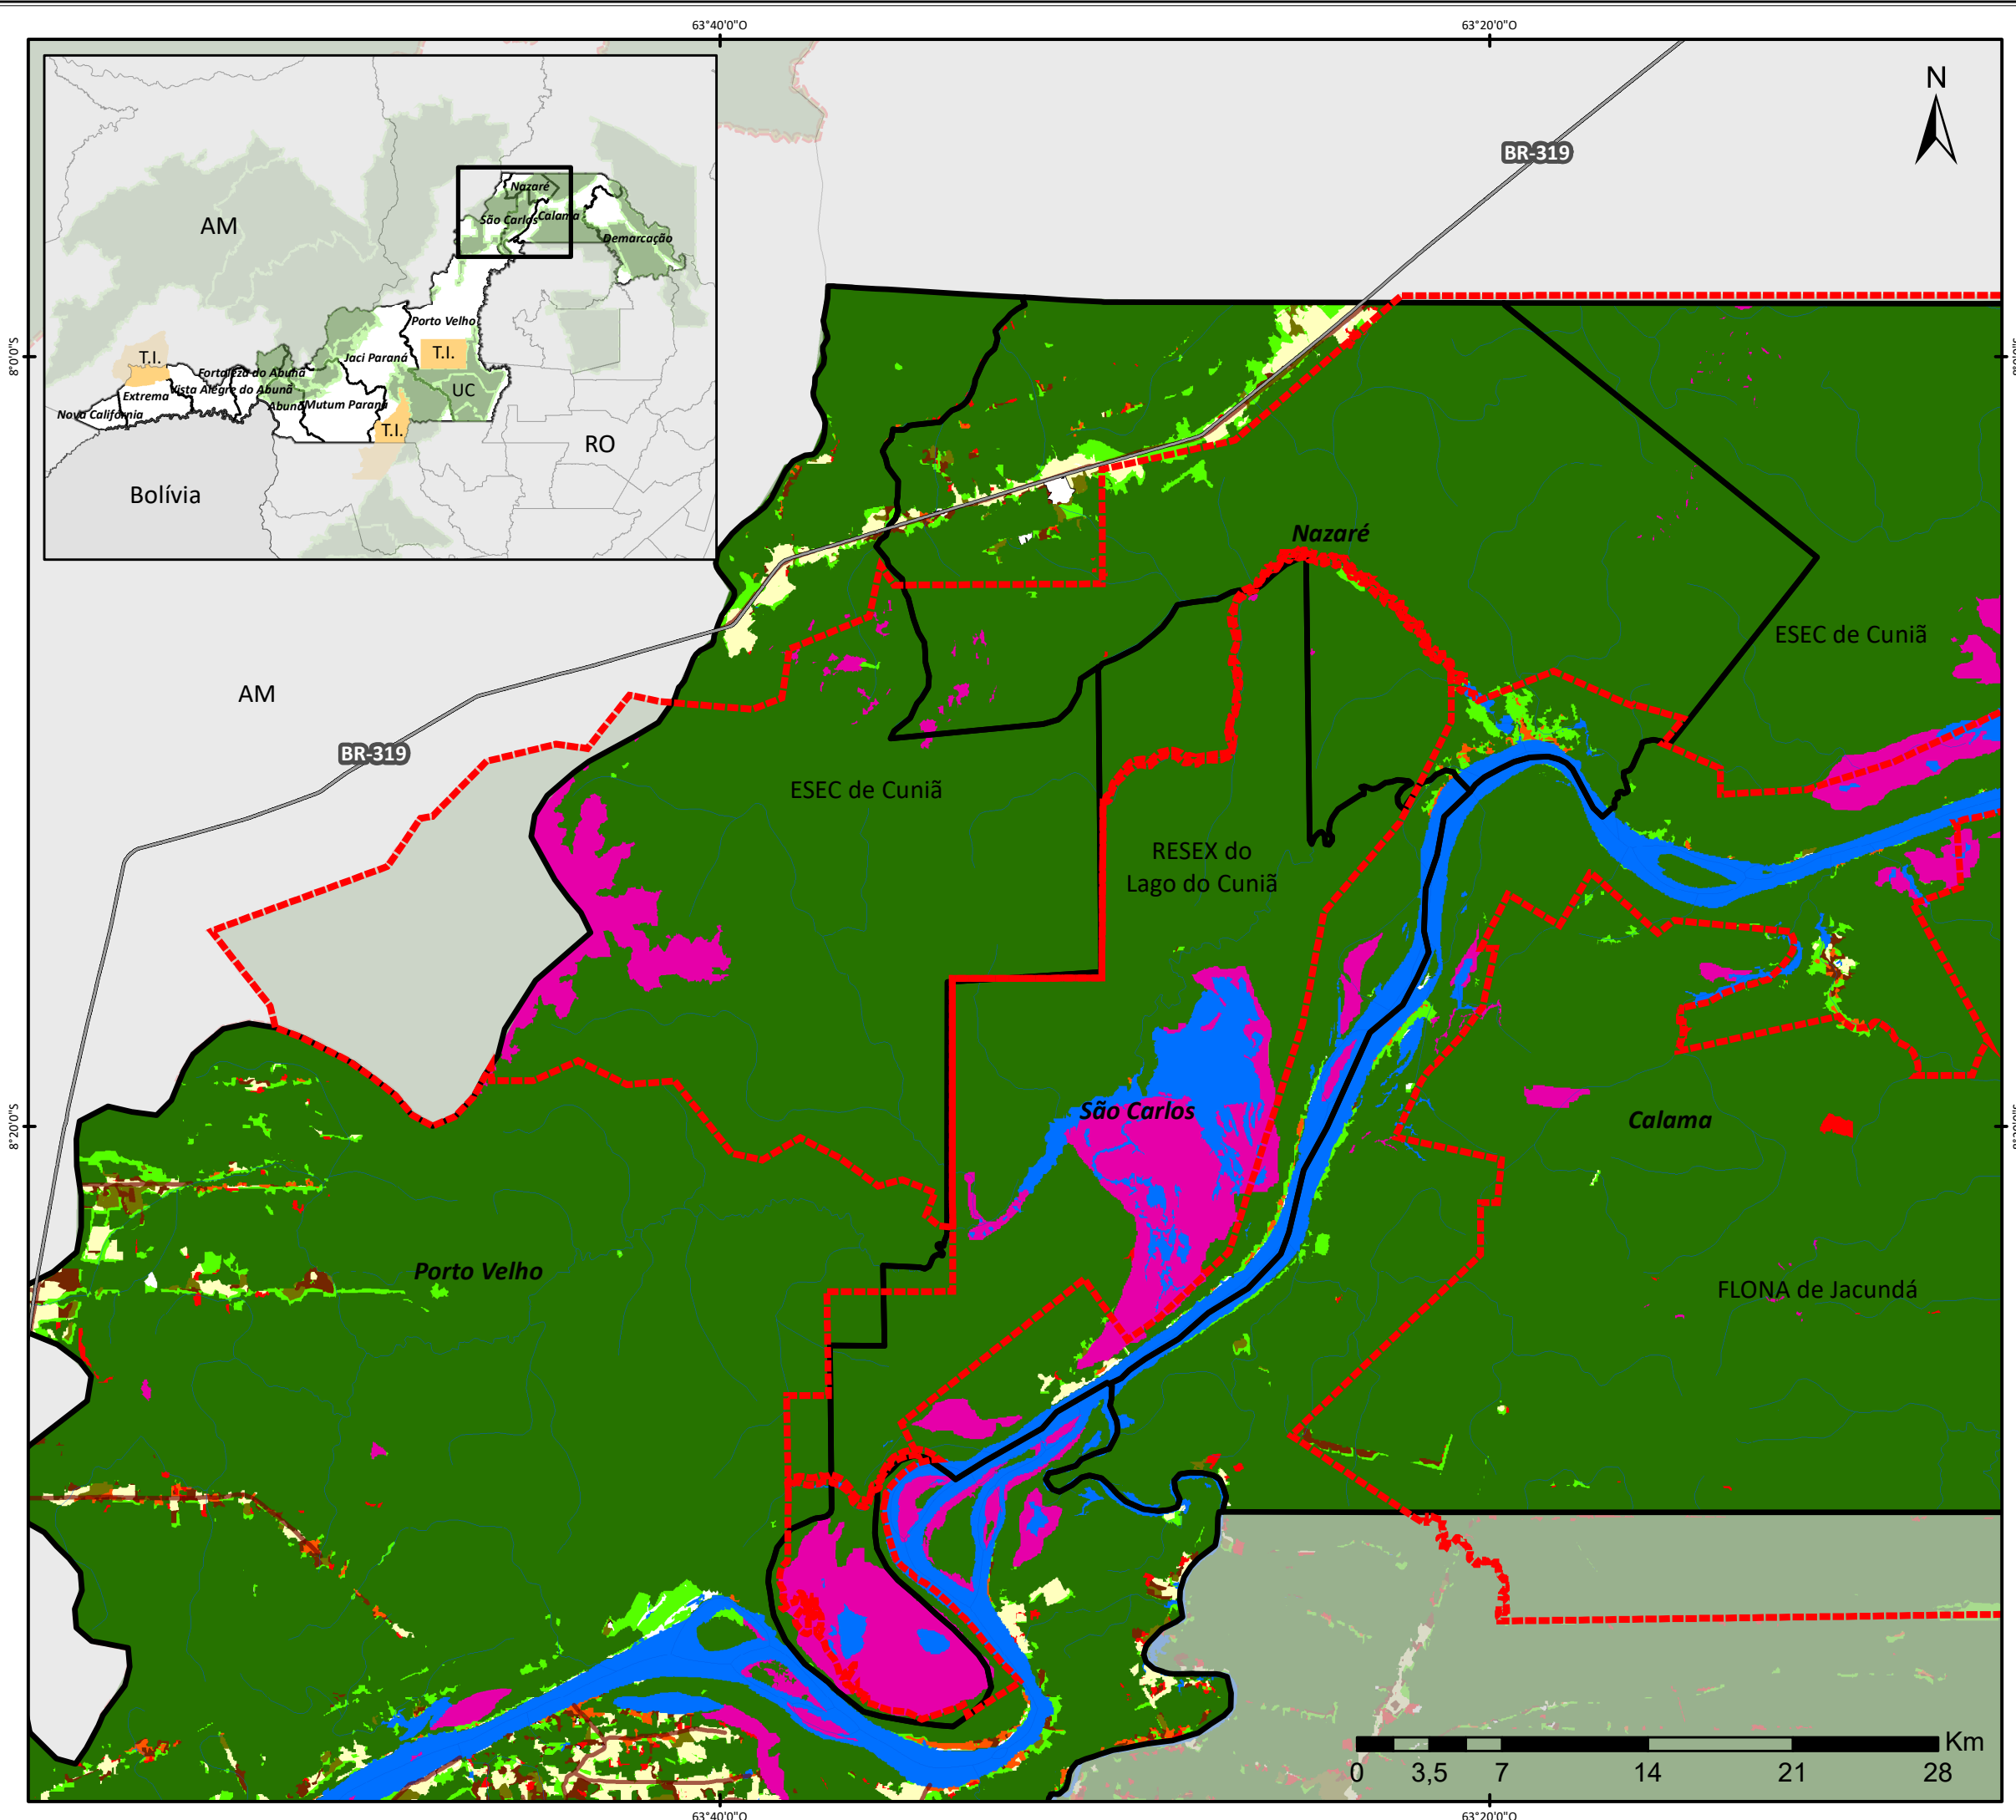 63°40'0"O
63°20'0"O
N
BR-319
AM
Nazaré
São Carlos
Calama
Demarcação
Porto Velho
T.I.
T.I.
Jaci Paraná
Fortaleza do Abunã
Vista Alegre do Abunã
UC
Extrema
Abunã
Mutum Paraná
Nova Califórnia
T.I.
RO
Bolívia
8°0'0"S
Nazaré
ESEC de Cuniã
AM
BR-319
ESEC de Cuniã
RESEX do
Lago do Cuniã
São Carlos
Calama
8°20'0"S
Porto Velho
FLONA de Jacundá
Km
0 3,5 7 14 21 28
63°40'0"O
63°20'0"O